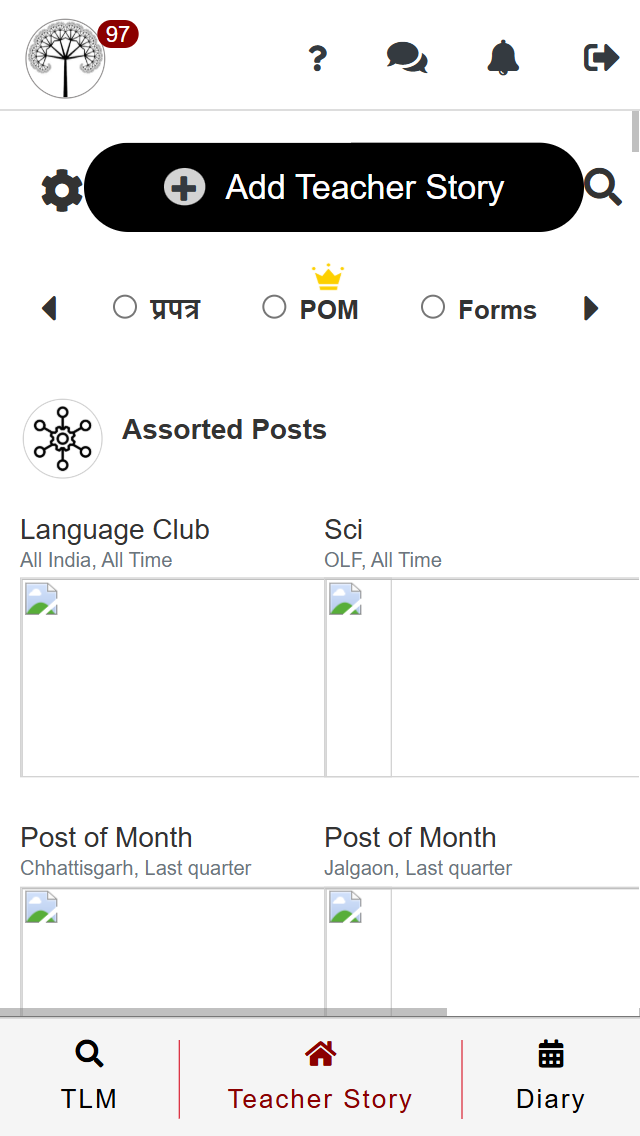 97
?
Add Teacher Story
प्रपत्र POM Forms
Assorted Posts
Language Club Sci
All India, All Time OLF, All Time
Post of Month Post of Month
Chhattisgarh, Last quarter Jalgaon, Last quarter
TLM Teacher Story Diary